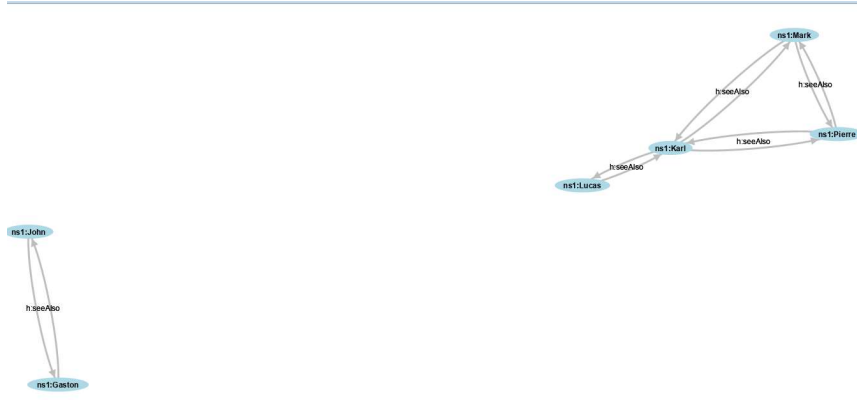 ns1:Mark
h:seeAlso
h:seeAlso
ns1:Pierre
h:seeAlso
ns1:Karl
h:seeAlso
ns1:Lucas
ns1:John
h:seeAlso
ns1:Gaston